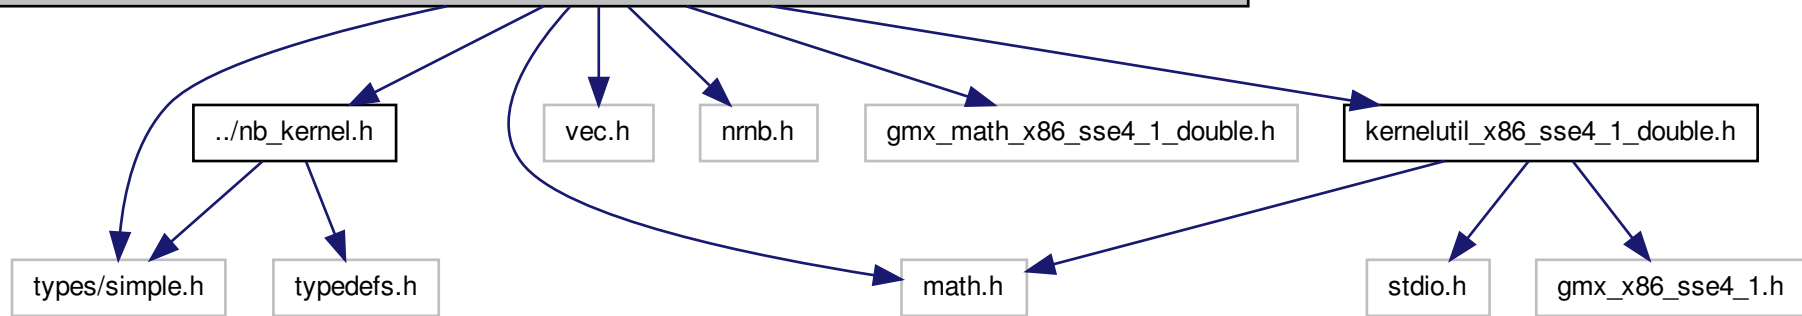 ../nb_kernel.h
vec.h
nrnb.h
gmx_math_x86_sse4_1_double.h
kernelutil_x86_sse4_1_double.h
types/simple.h
typedefs.h
math.h
stdio.h
gmx_x86_sse4_1.h